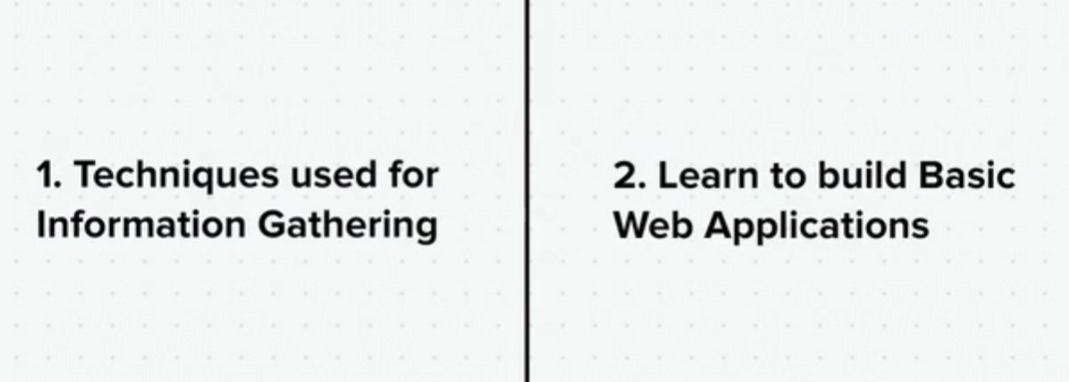 1. Techniques used for
Information Gathering
2. Learn to build Basic
Web Applications